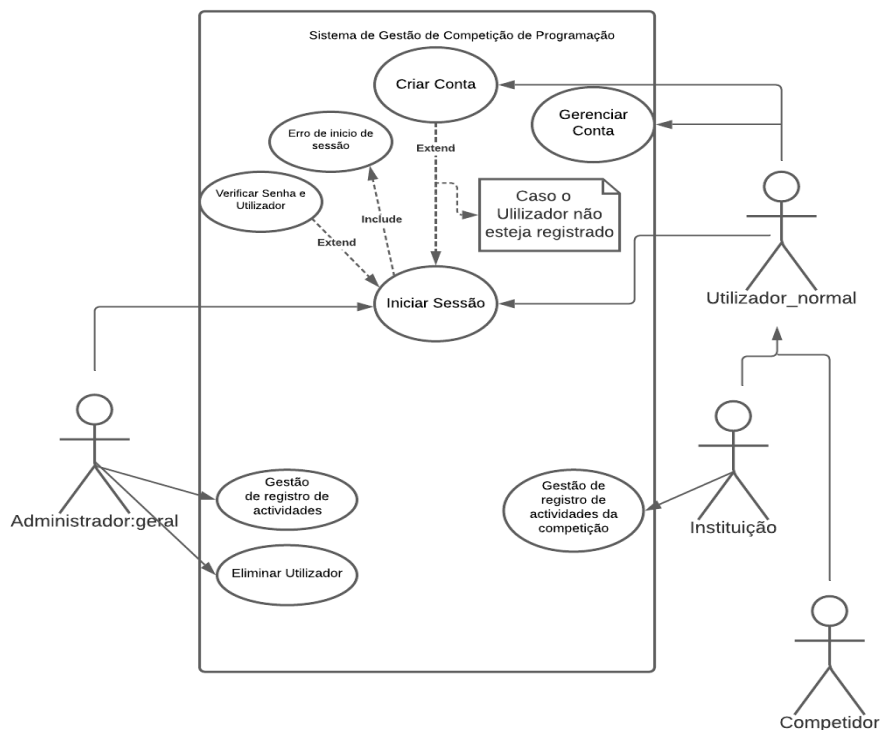 Sistema de Gestão de Competição de Programação
Criar Conta
Gerenciar
Conta
Erro de inicio de
sessão
Extend
Verificar Senha e
Utilizador
Include
Extend
Caso o
Ulilizador não
esteja registrado
Iniciar Sessão
Utilizador_normal
Gestão
de registro de
actividades
Gestão de
registro de
actividades da
competição
Administrador:geral
Instituição
Eliminar Utilizador
Competidor